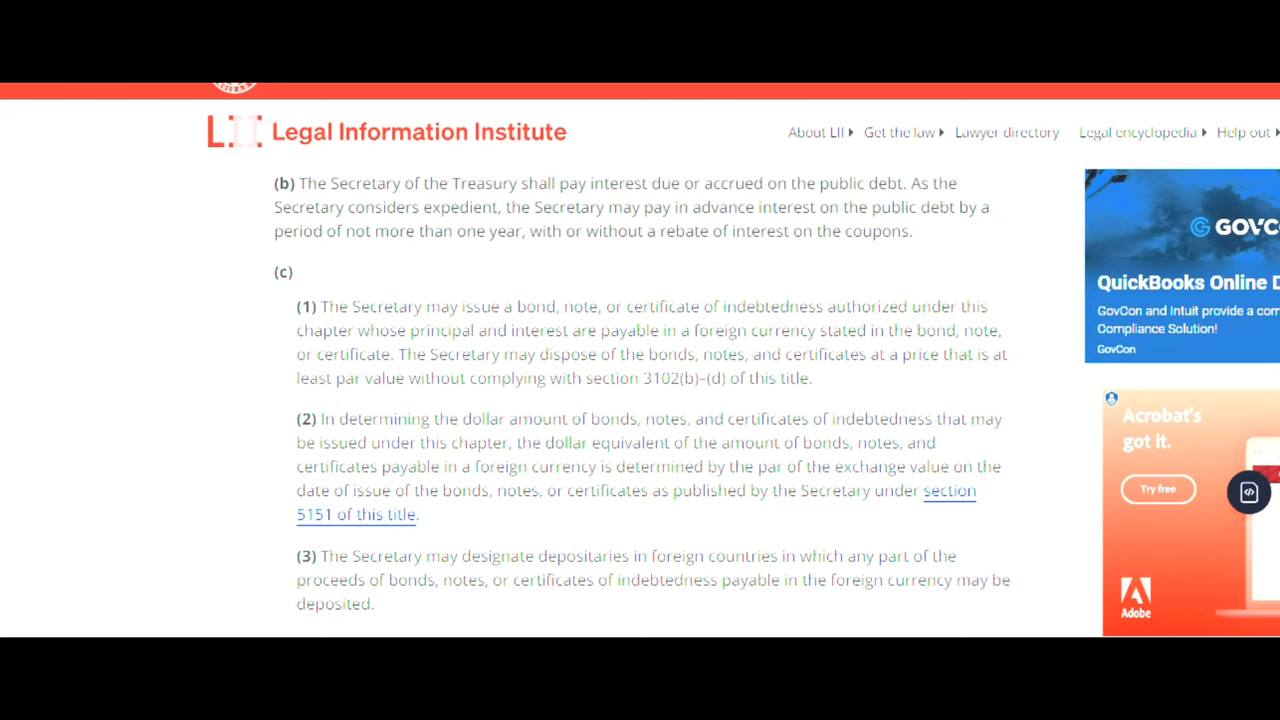 Legal Information Institute
About LII Get the law Lawyer directory Legal encyclopedia Help out
(b) The Secretary of the Treasury shall pay interest due or accrued on the public debt. As the
Secretary considers expedient, the Secretary may pay in advance interest on the public debt by a
period of not more than one year, with or without a rebate of interest on the coupons.
(c)
(1) The Secretary may issue a bond, note, or certificate of indebtedness authorized under this
chapter whose principal and interest are payable in a foreign currency stated in the bond, note,
or certificate. The Secretary may dispose of the bonds, notes, and certificates at a price that is at
least par value without complying with section 3102(b)–(d) of this title.
(2) In determining the dollar amount of bonds, notes, and certificates of indebtedness that may
be issued under this chapter, the dollar equivalent of the amount of bonds, notes, and
certificates payable in a foreign currency is determined by the par of the exchange value on the
date of issue of the bonds, notes, or certificates as published by the Secretary under section
5151 of this title.
(3) The Secretary may designate depositaries in foreign countries in which any part of the
proceeds of bonds, notes, or certificates of indebtedness payable in the foreign currency may be
deposited.
GOVC
QuickBooks Online D
GovCon and Intuit provide a com
Compliance Solution!
GovCon
Acrobat's
got it.
Try free
Adobe